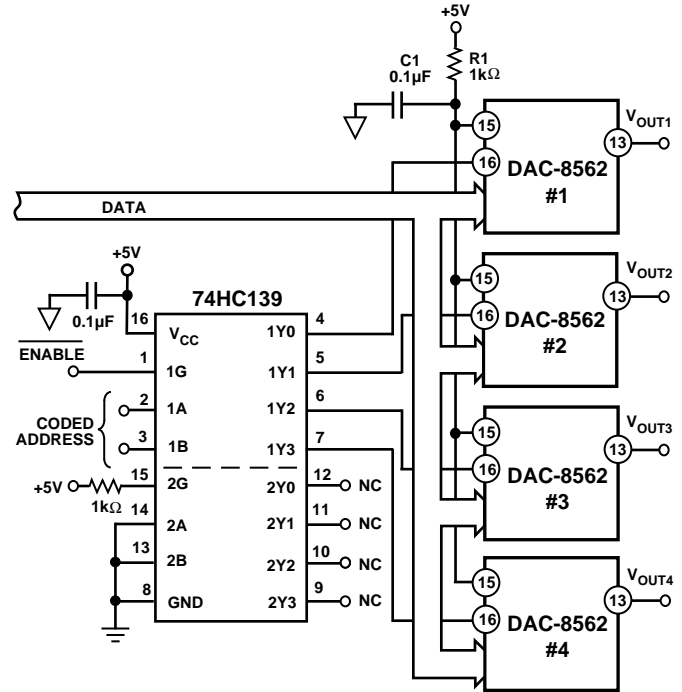 +5V
C1
0.1µF
R1
1kΩ
15
16
DAC-8562
#1
13
VOUT1
DATA
15
16
DAC-8562
#2
13
VOUT2
15
16
DAC-8562
#3
13
VOUT3
15
16
DAC-8562
#4
13
VOUT4
+5V
0.1µF
74HC139
16
VCC
ENABLE
1
1G
CODED
ADDRESS
2
1A
3
1B
+5V
1kΩ
15
2G
14
2A
13
2B
8
GND
1Y0
4
1Y1
5
1Y2
6
1Y3
7
2Y0
12
NC
2Y1
11
NC
2Y2
10
NC
2Y3
9
NC